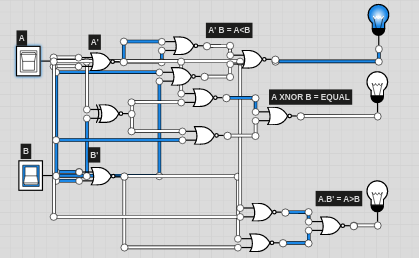 A' B = A<B
A
A'
A XNOR B = EQUAL
B
B'
A.B' = A>B